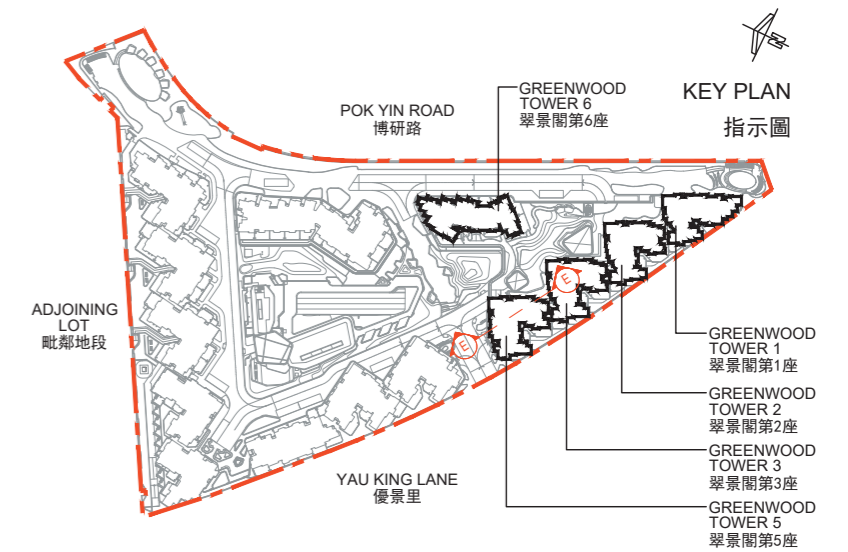 N
KEY PLAN
指示圖
GREENWOOD
TOWER 6
翠景閣第6座
POK YIN ROAD
博研路
ADJOINING
LOT
毗鄰地段
E
E
GREENWOOD
TOWER 1
翠景閣第1座
GREENWOOD
TOWER 2
翠景閣第2座
GREENWOOD
TOWER 3
翠景閣第3座
YAU KING LANE
優景里
GREENWOOD
TOWER 5
翠景閣第5座